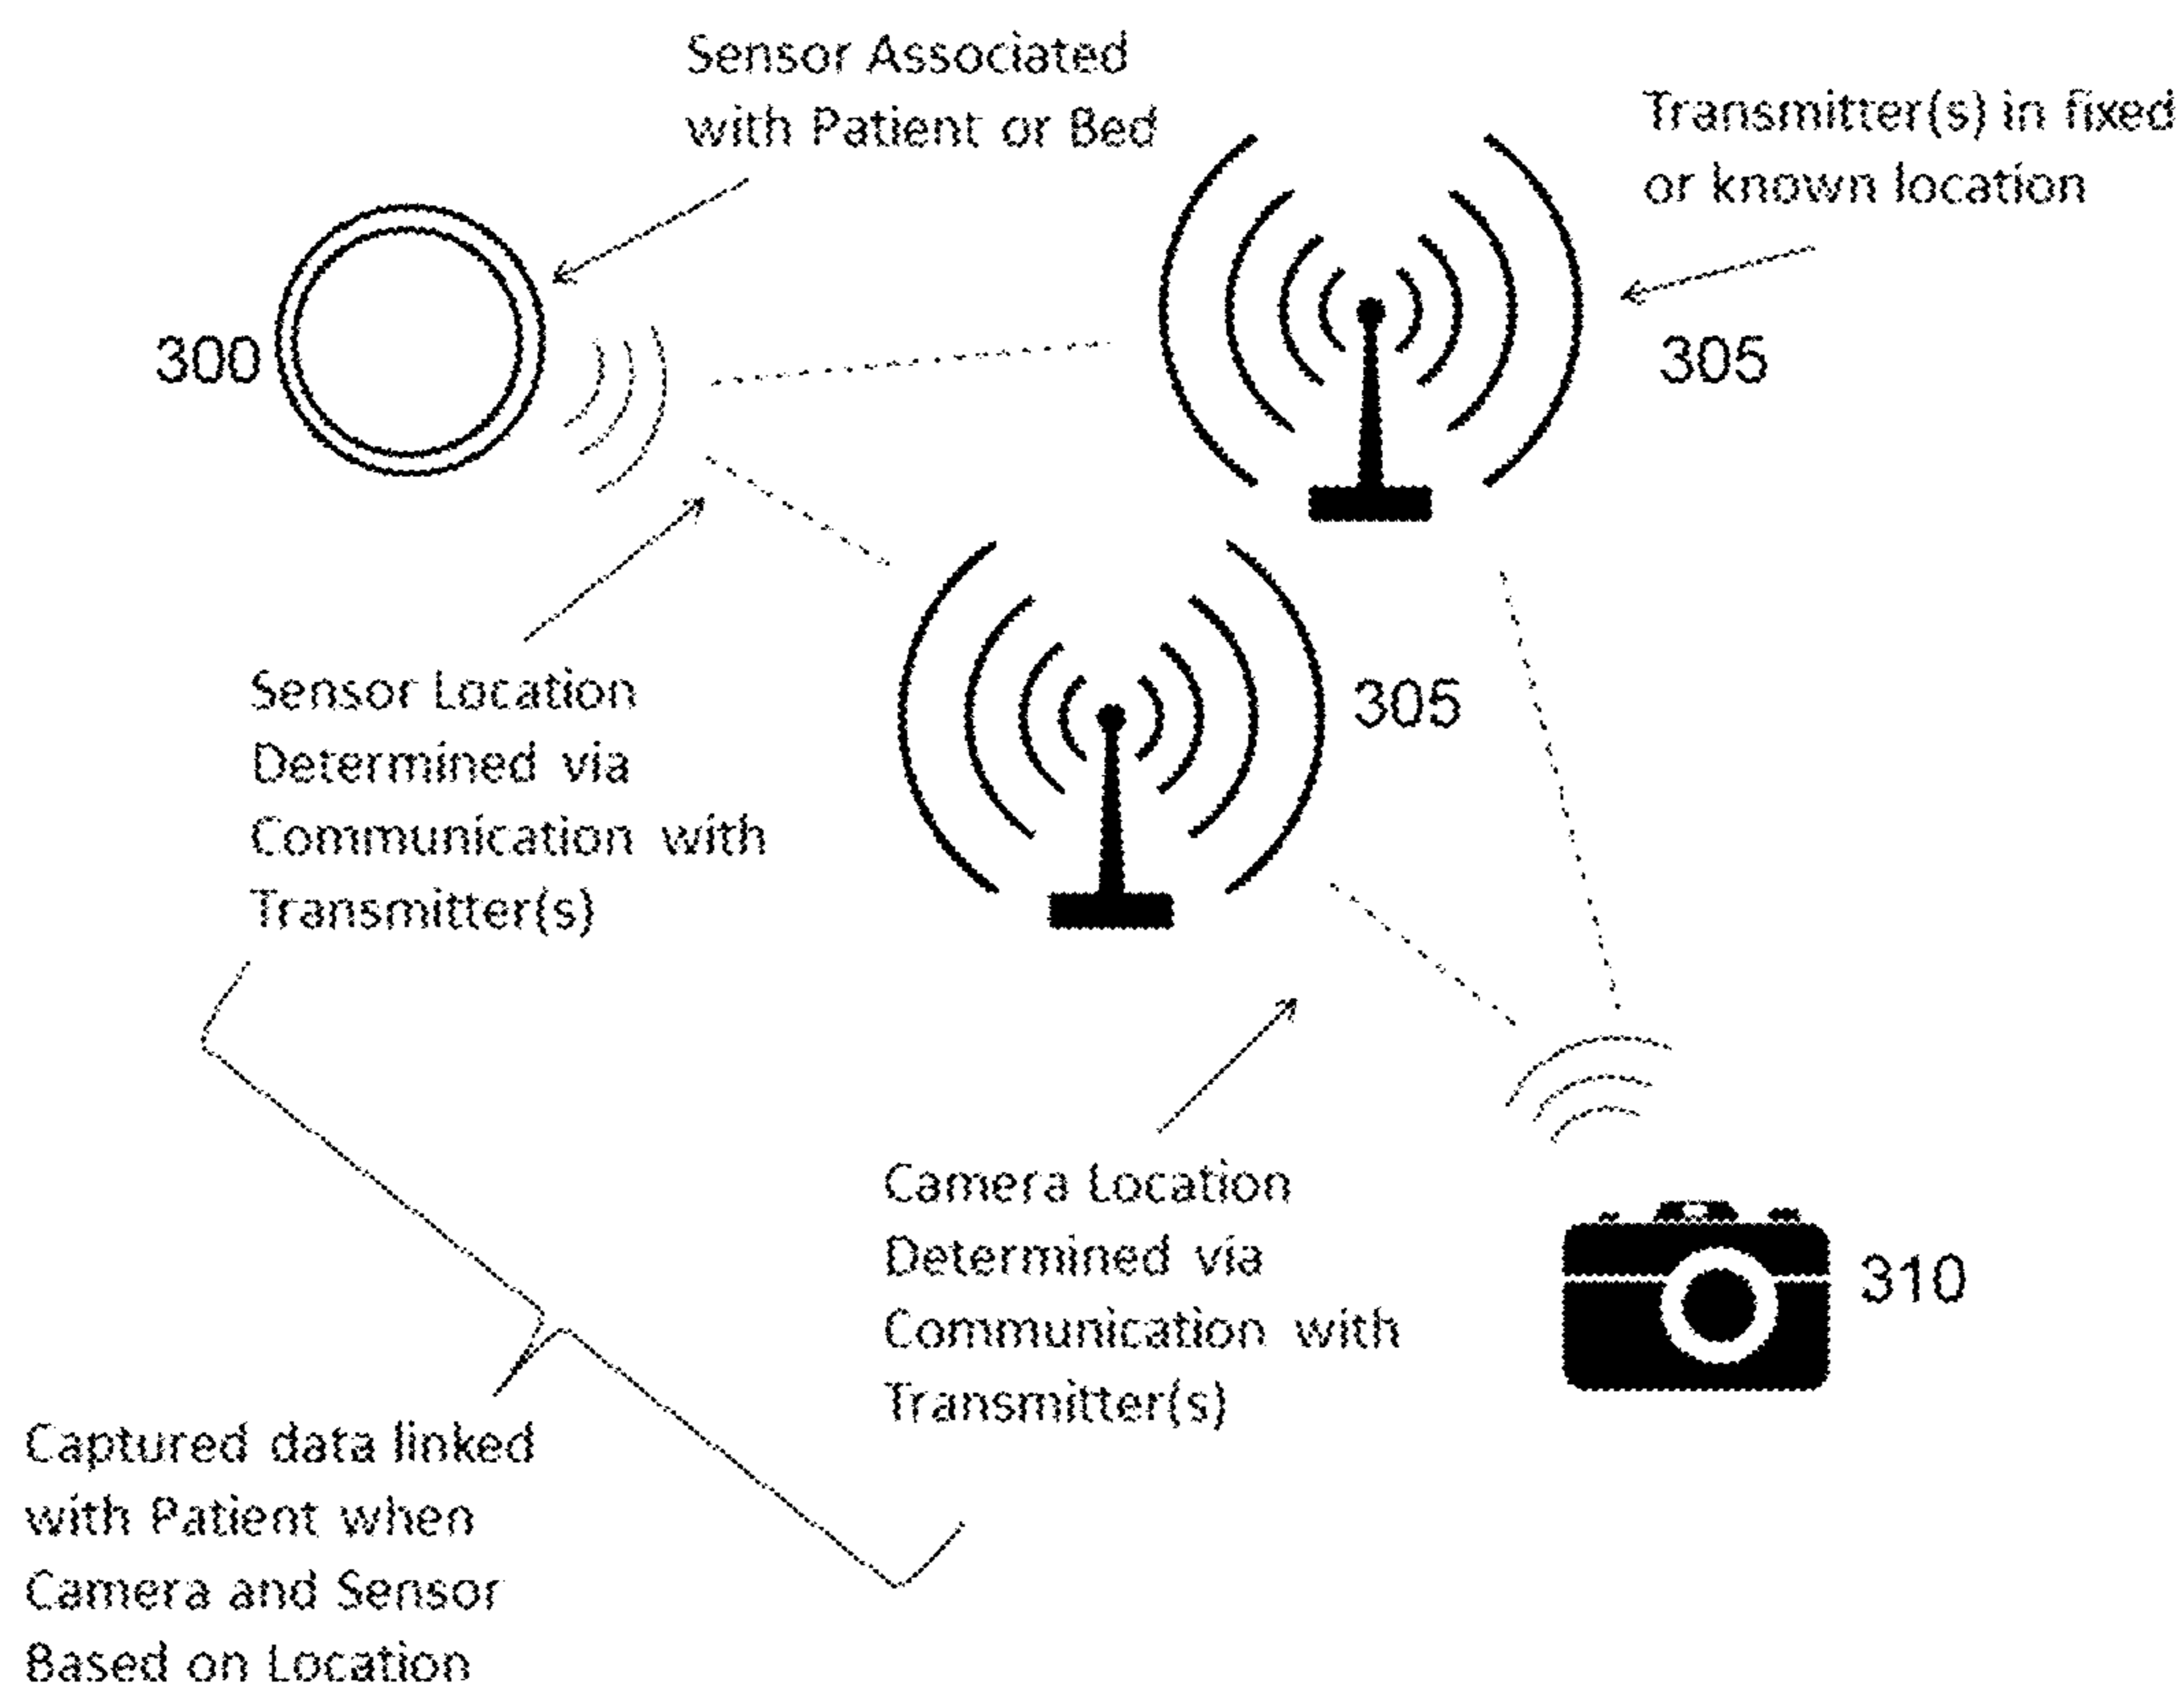 Sensor Associated
with Patient or Bed
Transmitter(s) in fixed
or known location
300
305
Sensor Location
Determined via
Communication with
Transmitter(s)
305
Camera Location
Determined via
Communication with
Transmitter(s)
310
Captured data linked
with Patient when
Camera and Sensor
Based on Location